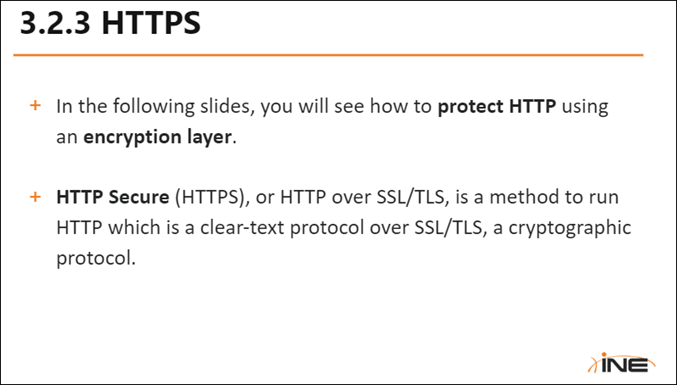 3.2.3 HTTPS
+ In the following slides, you will see how to protect HTTP using
an encryption layer.
+ HTTP Secure (HTTPS), or HTTP over SSL/TLS, is a method to run
HTTP which is a clear-text protocol over SSL/TLS, a cryptographic
protocol.
iNE